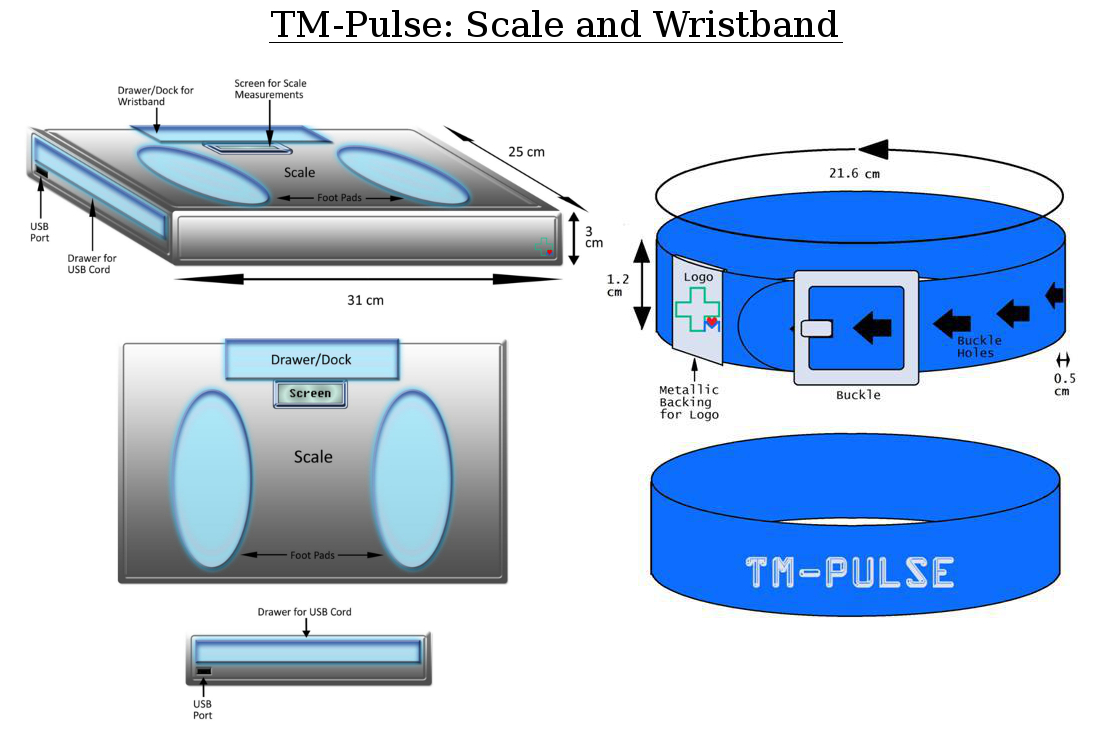 TM-Pulse: Scale and Wristband
Drawer/Dock for
Wristband
Screen for Scale
Measurements
25 cm
Scale
Foot Pads
USB
Port
Drawer for
USB Cord
3
cm
31 cm
Drawer/Dock
Screen
Scale
Foot Pads
Drawer for USB Cord
USB
Port
21.6 cm
1.2
cm
Logo
Buckle
Holes
0.5
cm
Metallic
Backing
for Logo
Buckle
TM-PULSE